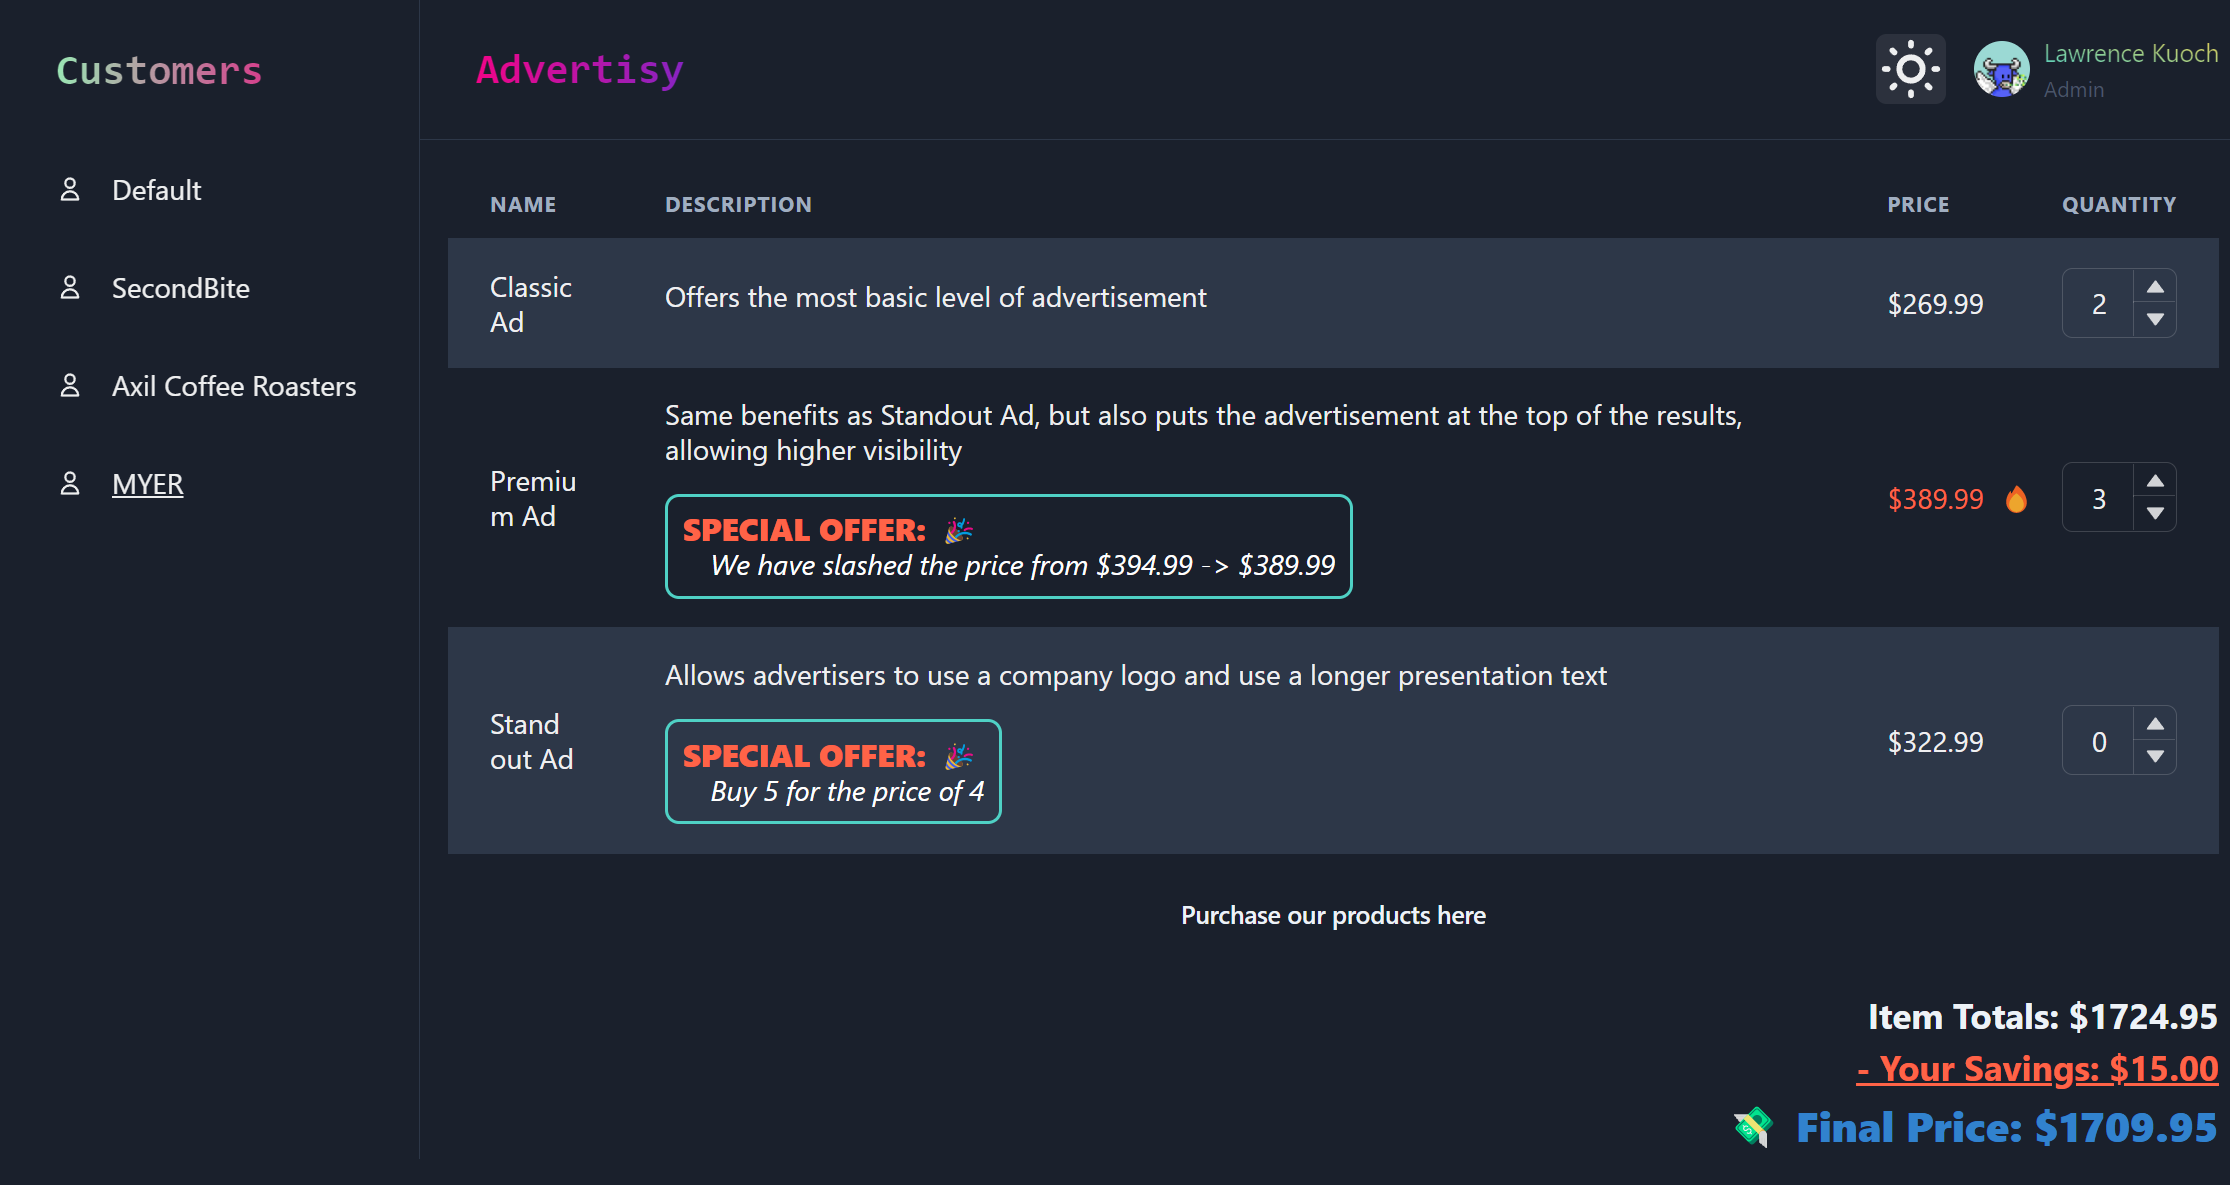 Customers
Default
SecondBite
Axil Coffee Roasters
MYER
Advertisy
Lawrence Kuoch
Admin
NAME DESCRIPTION PRICE QUANTITY
Classic
Ad
Offers the most basic level of advertisement
$269.99
2
Premiu
m Ad
Same benefits as Standout Ad, but also puts the advertisement at the top of the results,
allowing higher visibility
SPECIAL OFFER: 🎉
We have slashed the price from $394.99 -> $389.99
$389.99 🔥
3
Stand
out Ad
Allows advertisers to use a company logo and use a longer presentation text
SPECIAL OFFER: 🎉
Buy 5 for the price of 4
$322.99
0
Purchase our products here
Item Totals: $1724.95
- Your Savings: $15.00
💸 Final Price: $1709.95